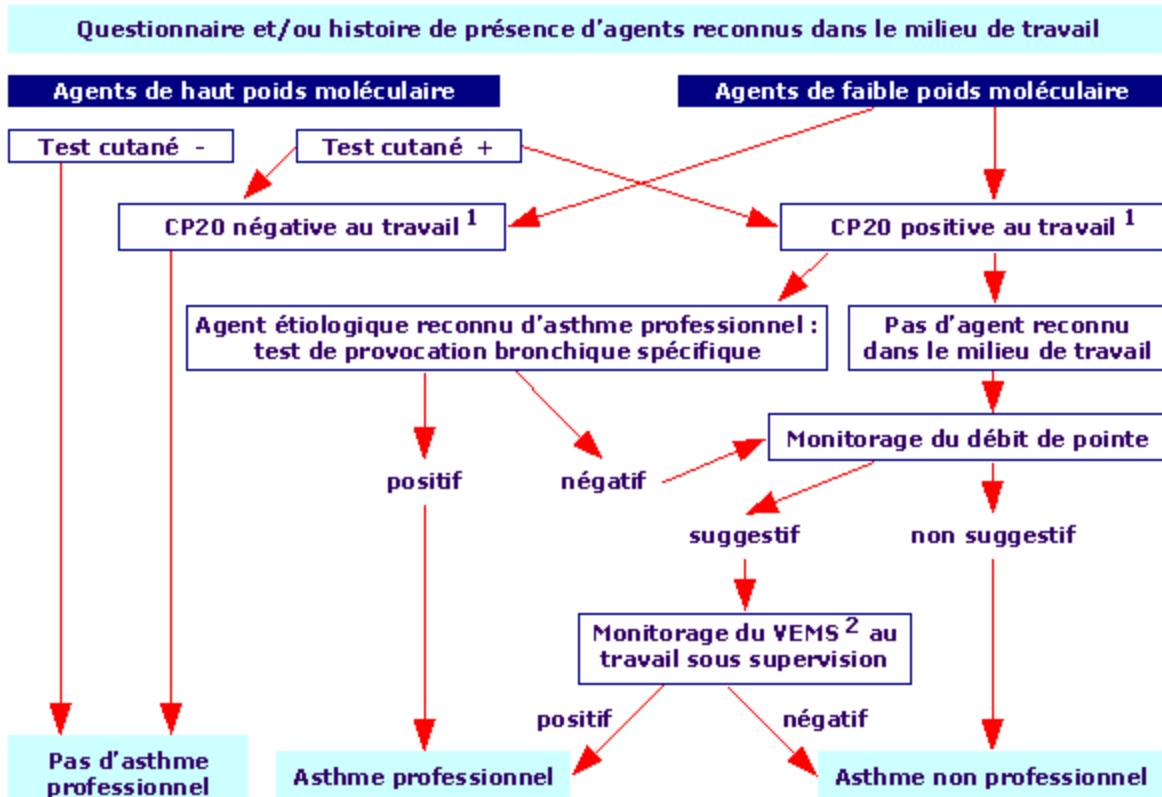 Questionnaire et/ou histoire de présence d'agents reconnus dans le milieu de travail
Agents de haut poids moléculaire
Agents de faible poids moléculaire
Test cutané -
Test cutané +
CP20 négative au travail 1
CP20 positive au travail 1
Agent étiologique reconnu d'asthme professionnel :
test de provocation bronchique spécifique
Pas d'agent reconnu
dans le milieu de travail
Monitorage du débit de pointe
positif
négatif
suggestif
non suggestif
Monitorage du VEMS 2 au
travail sous supervision
positif
négatif
Pas d'asthme
professionnel
Asthme professionnel
Asthme non professionnel